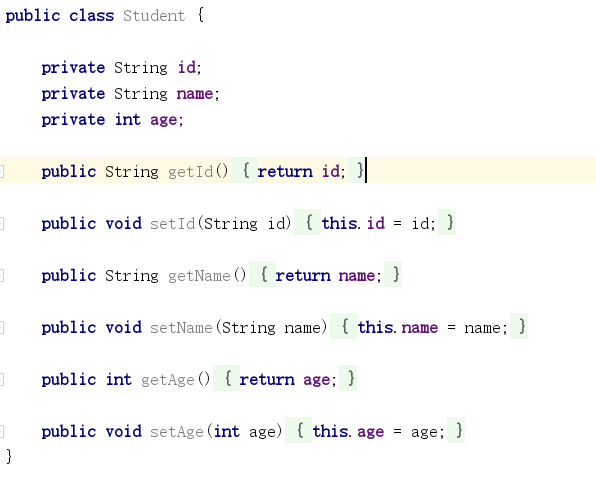 public class Student {
private String id;
private String name;
private int age;
public String getId() { return id; }
public void setId(String id) { this.id = id; }
public String getName() { return name; }
public void setName(String name) { this.name = name; }
public int getAge() { return age; }
public void setAge(int age) { this.age = age; }
}